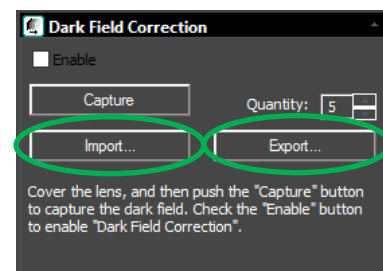 Dark Field Correction
Enable
Capture Quantity: 5
Import... Export...
Cover the lens, and then push the "Capture" button
to capture the dark field. Check the "Enable" button
to enable "Dark Field Correction".